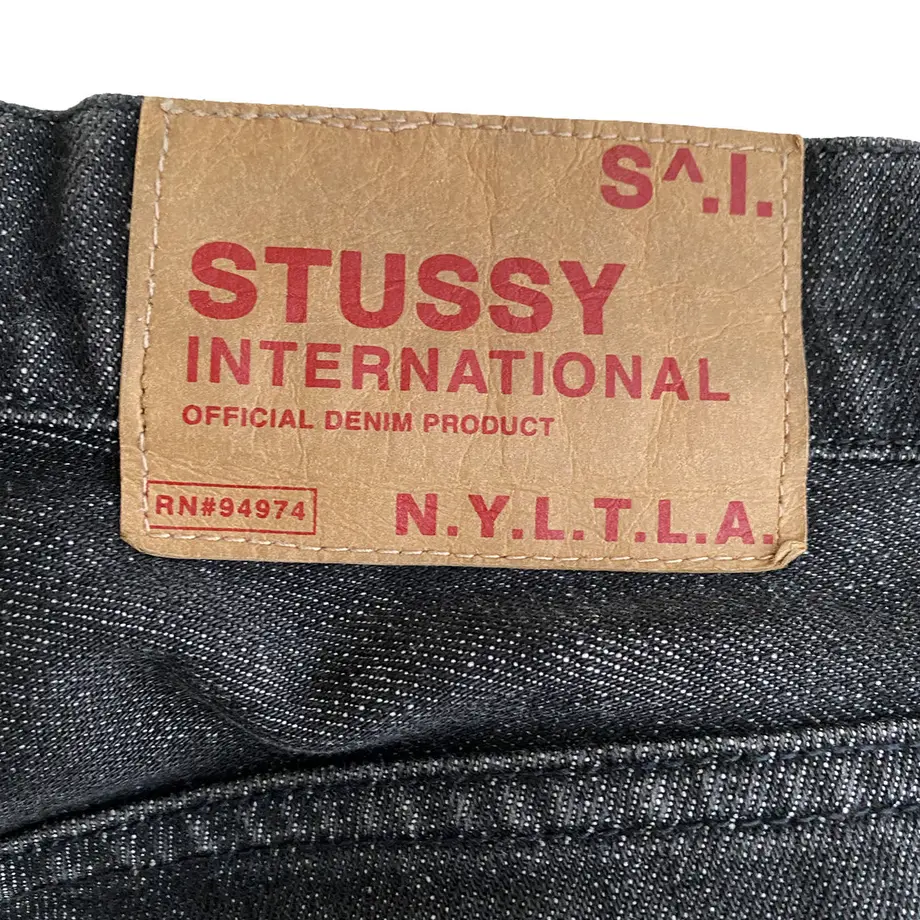 S^.I.
STUSSY
INTERNATIONAL
OFFICIAL DENIM PRODUCT
RN#94974
N.Y.L.T.L.A.